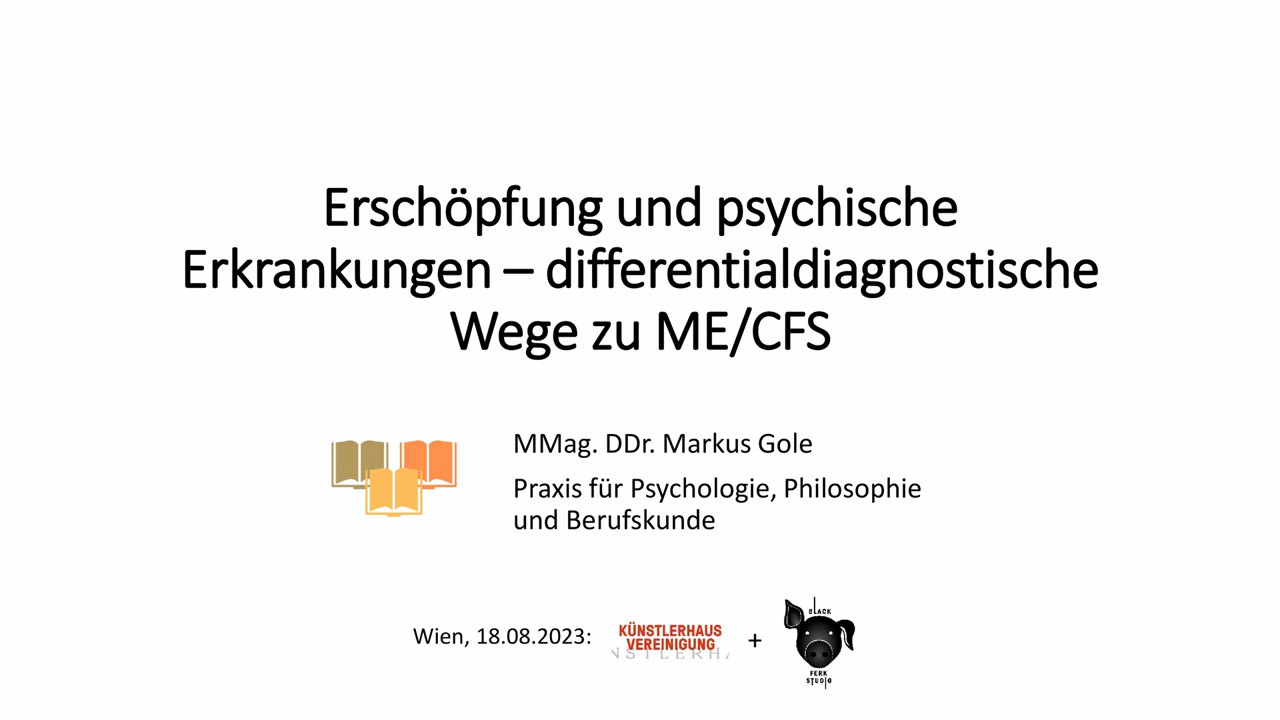 Erschöpfung und psychische
Erkrankungen – differentialdiagnostische
Wege zu ME/CFS
MMag. DDr. Markus Gole
Praxis für Psychologie, Philosophie
und Berufskunde
Wien, 18.08.2023:
KÜNSTLERHAUS
VEREINIGUNG
NSTLERHA
+
BLACK
FERK
STUDIO